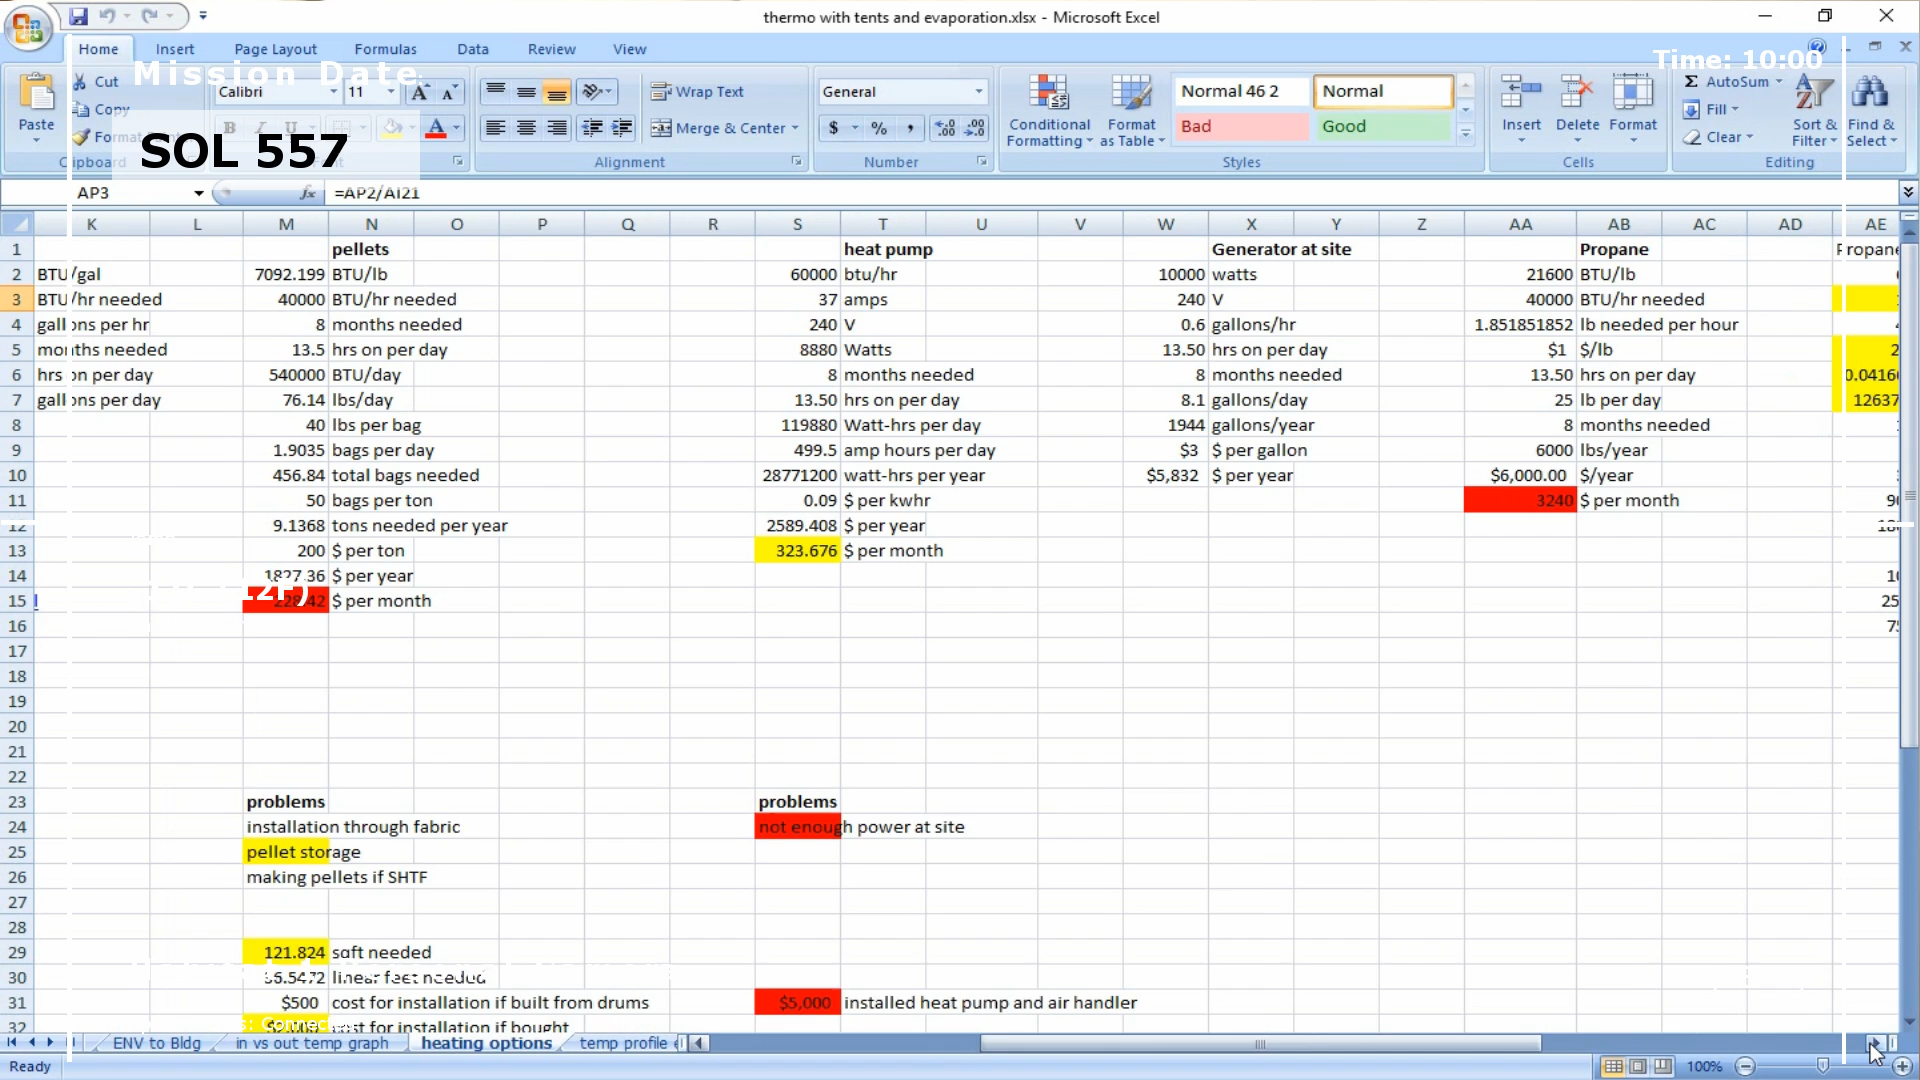 thermo with tents and evaporation.xlsx - Microsoft Excel
Home Insert Page Layout Formulas Data Review View
Mission Date:
Time: 10:00
SOL 557
Paste Cut Copy
Calibri 11
Wrap Text
Merge & Center
General
$ % ,
Conditional Formatting
Format as Table
Normal 46 2 Normal
Bad Good
Insert Delete Format
Σ AutoSum
Fill
Clear
Sort & Filter
Find & Select
Clipboard Alignment Number Styles Cells Editing
AP3 fx =AP2/AI21
K L M N O P Q R S T U V W X Y Z AA AB AC AD AE
1 pellets heat pump Generator at site Propane Propane
2 BTU/gal 7092.199 BTU/lb 60000 btu/hr 10000 watts 21600 BTU/lb
3 BTU/hr needed 40000 BTU/hr needed 37 amps 240 V 40000 BTU/hr needed
4 gallons per hr 8 months needed 240 V 0.6 gallons/hr 1.851851852 lb needed per hour
5 months needed 13.5 hrs on per day 8880 Watts 13.50 hrs on per day $1 $/lb
6 hrs on per day 540000 BTU/day 8 months needed 8 months needed 13.50 hrs on per day
7 gallons per day 76.14 lbs/day 13.50 hrs on per day 8.1 gallons/day 25 lb per day 12637
8 40 lbs per bag 119880 Watt-hrs per day 1944 gallons/year 8 months needed
9 1.9035 bags per day 499.5 amp hours per day $3 $ per gallon 6000 lbs/year
10 456.84 total bags needed 28771200 watt-hrs per year $5,832 $ per year $6,000.00 $/year
11 50 bags per ton 0.09 $ per kwhr 3240 $ per month
12 9.1368 tons needed per year 2589.408 $ per year
13 200 $ per ton 323.676 $ per month
14 1827.36 $ per year
15 228.42 $ per month
16
17
18
19
20
21
22
23 problems problems
24 installation through fabric not enough power at site
25 pellet storage
26 making pellets if SHTF
27
28
29 121.824 sqft needed
30 linear feet needed
31 $500 cost for installation if built from drums $5,000 installed heat pump and air handler
32 cost for installation if bought
ENV to Bldg in vs out temp graph heating options temp profile
Ready 100%